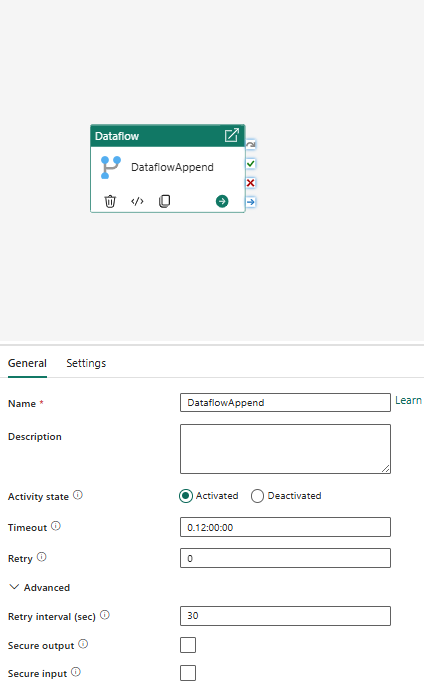 Dataflow
DataflowAppend
General Settings
Name * DataflowAppend Learn
Description
Activity state Activated Deactivated
Timeout 0.12:00:00
Retry 0
Advanced
Retry interval (sec) 30
Secure output
Secure input